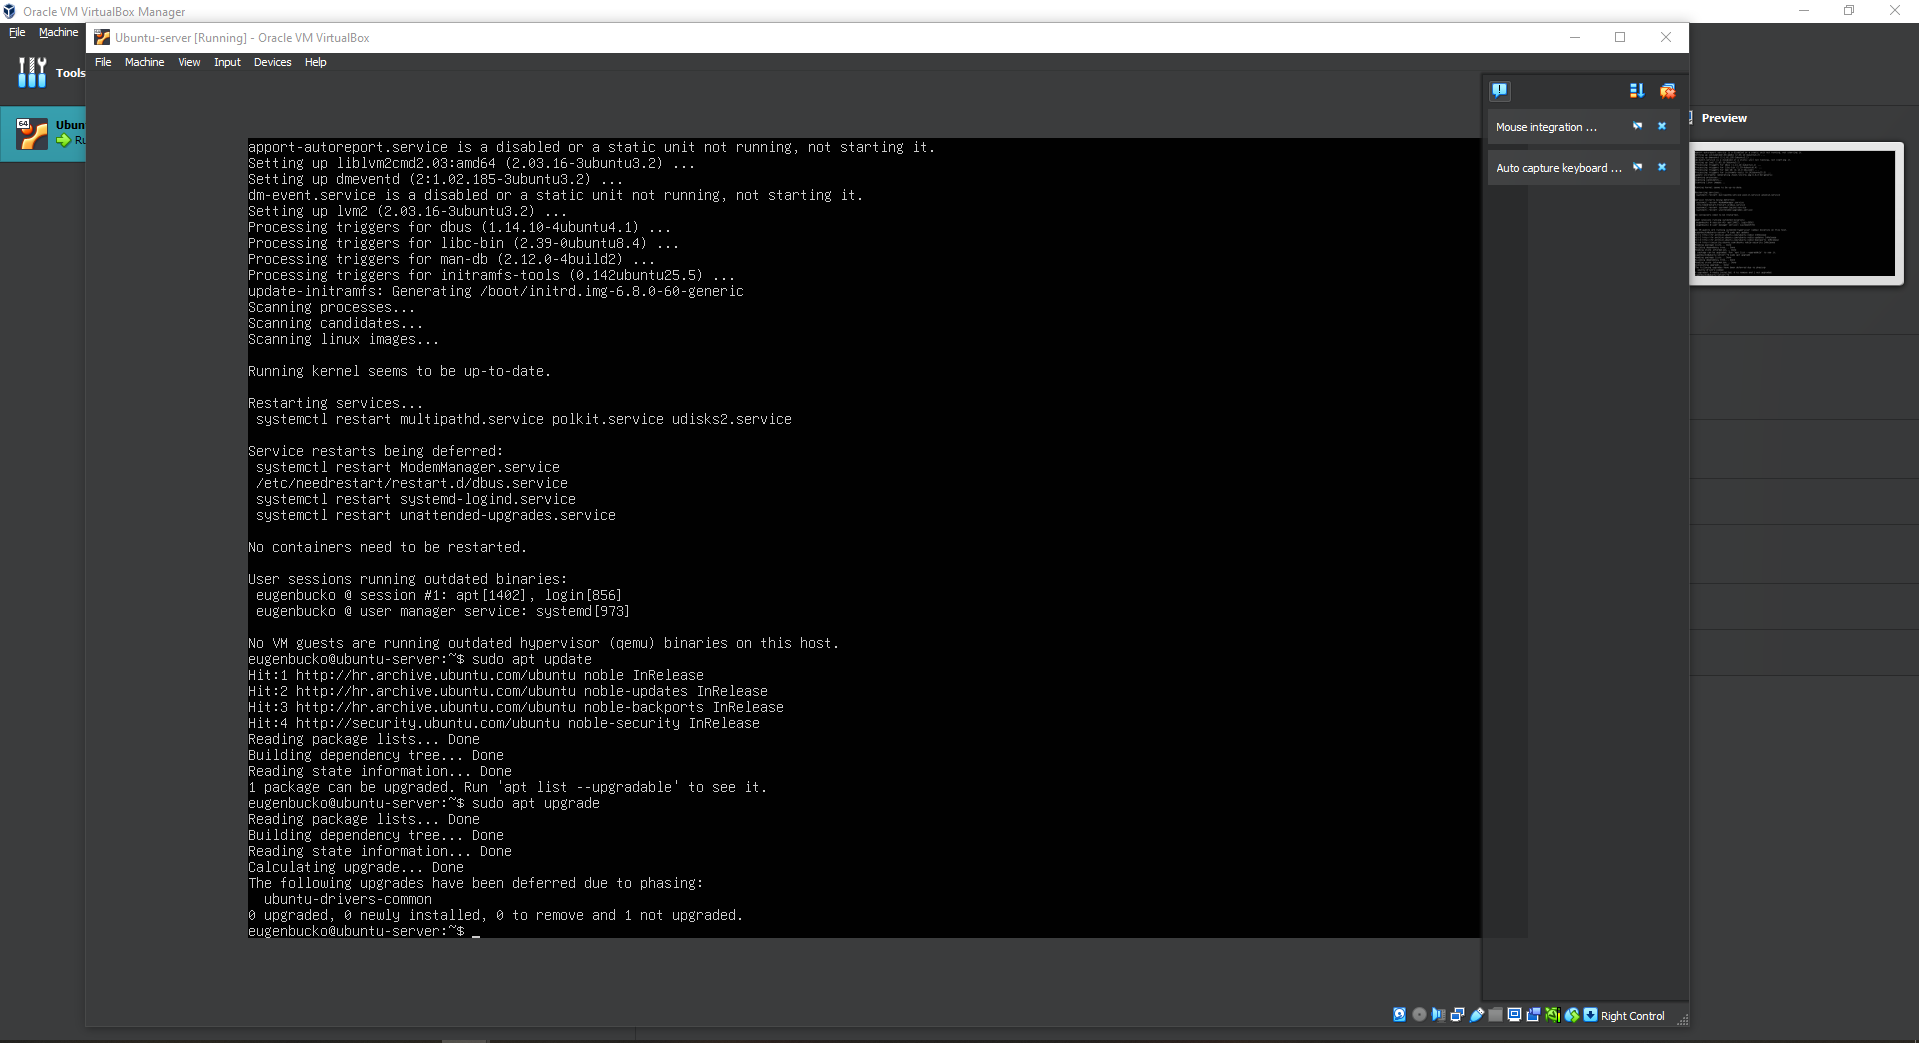 Oracle VM VirtualBox Manager
File Machine
Ubuntu-server [Running] - Oracle VM VirtualBox
File Machine View Input Devices Help
Tools
64
Ubun
Ru
Mouse integration ...
Auto capture keyboard ...
Preview
apport-autoreport.service is a disabled or a static unit not running, not starting it.
Setting up liblvm2cmd2.03:amd64 (2.03.16-3ubuntu3.2) ...
Setting up dmeventd (2:1.02.185-3ubuntu3.2) ...
dm-event.service is a disabled or a static unit not running, not starting it.
Setting up lvm2 (2.03.16-3ubuntu3.2) ...
Processing triggers for dbus (1.14.10-4ubuntu4.1) ...
Processing triggers for libc-bin (2.39-0ubuntu8.4) ...
Processing triggers for man-db (2.12.0-4build2) ...
Processing triggers for initramfs-tools (0.142ubuntu25.5) ...
update-initramfs: Generating /boot/initrd.img-6.8.0-60-generic
Scanning processes...
Scanning candidates...
Scanning linux images...
Running kernel seems to be up-to-date.
Restarting services...
systemctl restart multipathd.service polkit.service udisks2.service
Service restarts being deferred:
systemctl restart ModemManager.service
/etc/needrestart/restart.d/dbus.service
systemctl restart systemd-logind.service
systemctl restart unattended-upgrades.service
No containers need to be restarted.
User sessions running outdated binaries:
eugenbucko @ session #1: apt[1402], login[856]
eugenbucko @ user manager service: systemd[973]
No VM guests are running outdated hypervisor (qemu) binaries on this host.
eugenbucko@ubuntu-server:~$ sudo apt update
Hit:1 http://hr.archive.ubuntu.com/ubuntu noble InRelease
Hit:2 http://hr.archive.ubuntu.com/ubuntu noble-updates InRelease
Hit:3 http://hr.archive.ubuntu.com/ubuntu noble-backports InRelease
Hit:4 http://security.ubuntu.com/ubuntu noble-security InRelease
Reading package lists... Done
Building dependency tree... Done
Reading state information... Done
1 package can be upgraded. Run 'apt list --upgradable' to see it.
eugenbucko@ubuntu-server:~$ sudo apt upgrade
Reading package lists... Done
Building dependency tree... Done
Reading state information... Done
Calculating upgrade... Done
The following upgrades have been deferred due to phasing:
ubuntu-drivers-common
0 upgraded, 0 newly installed, 0 to remove and 1 not upgraded.
eugenbucko@ubuntu-server:~$ _
Right Control